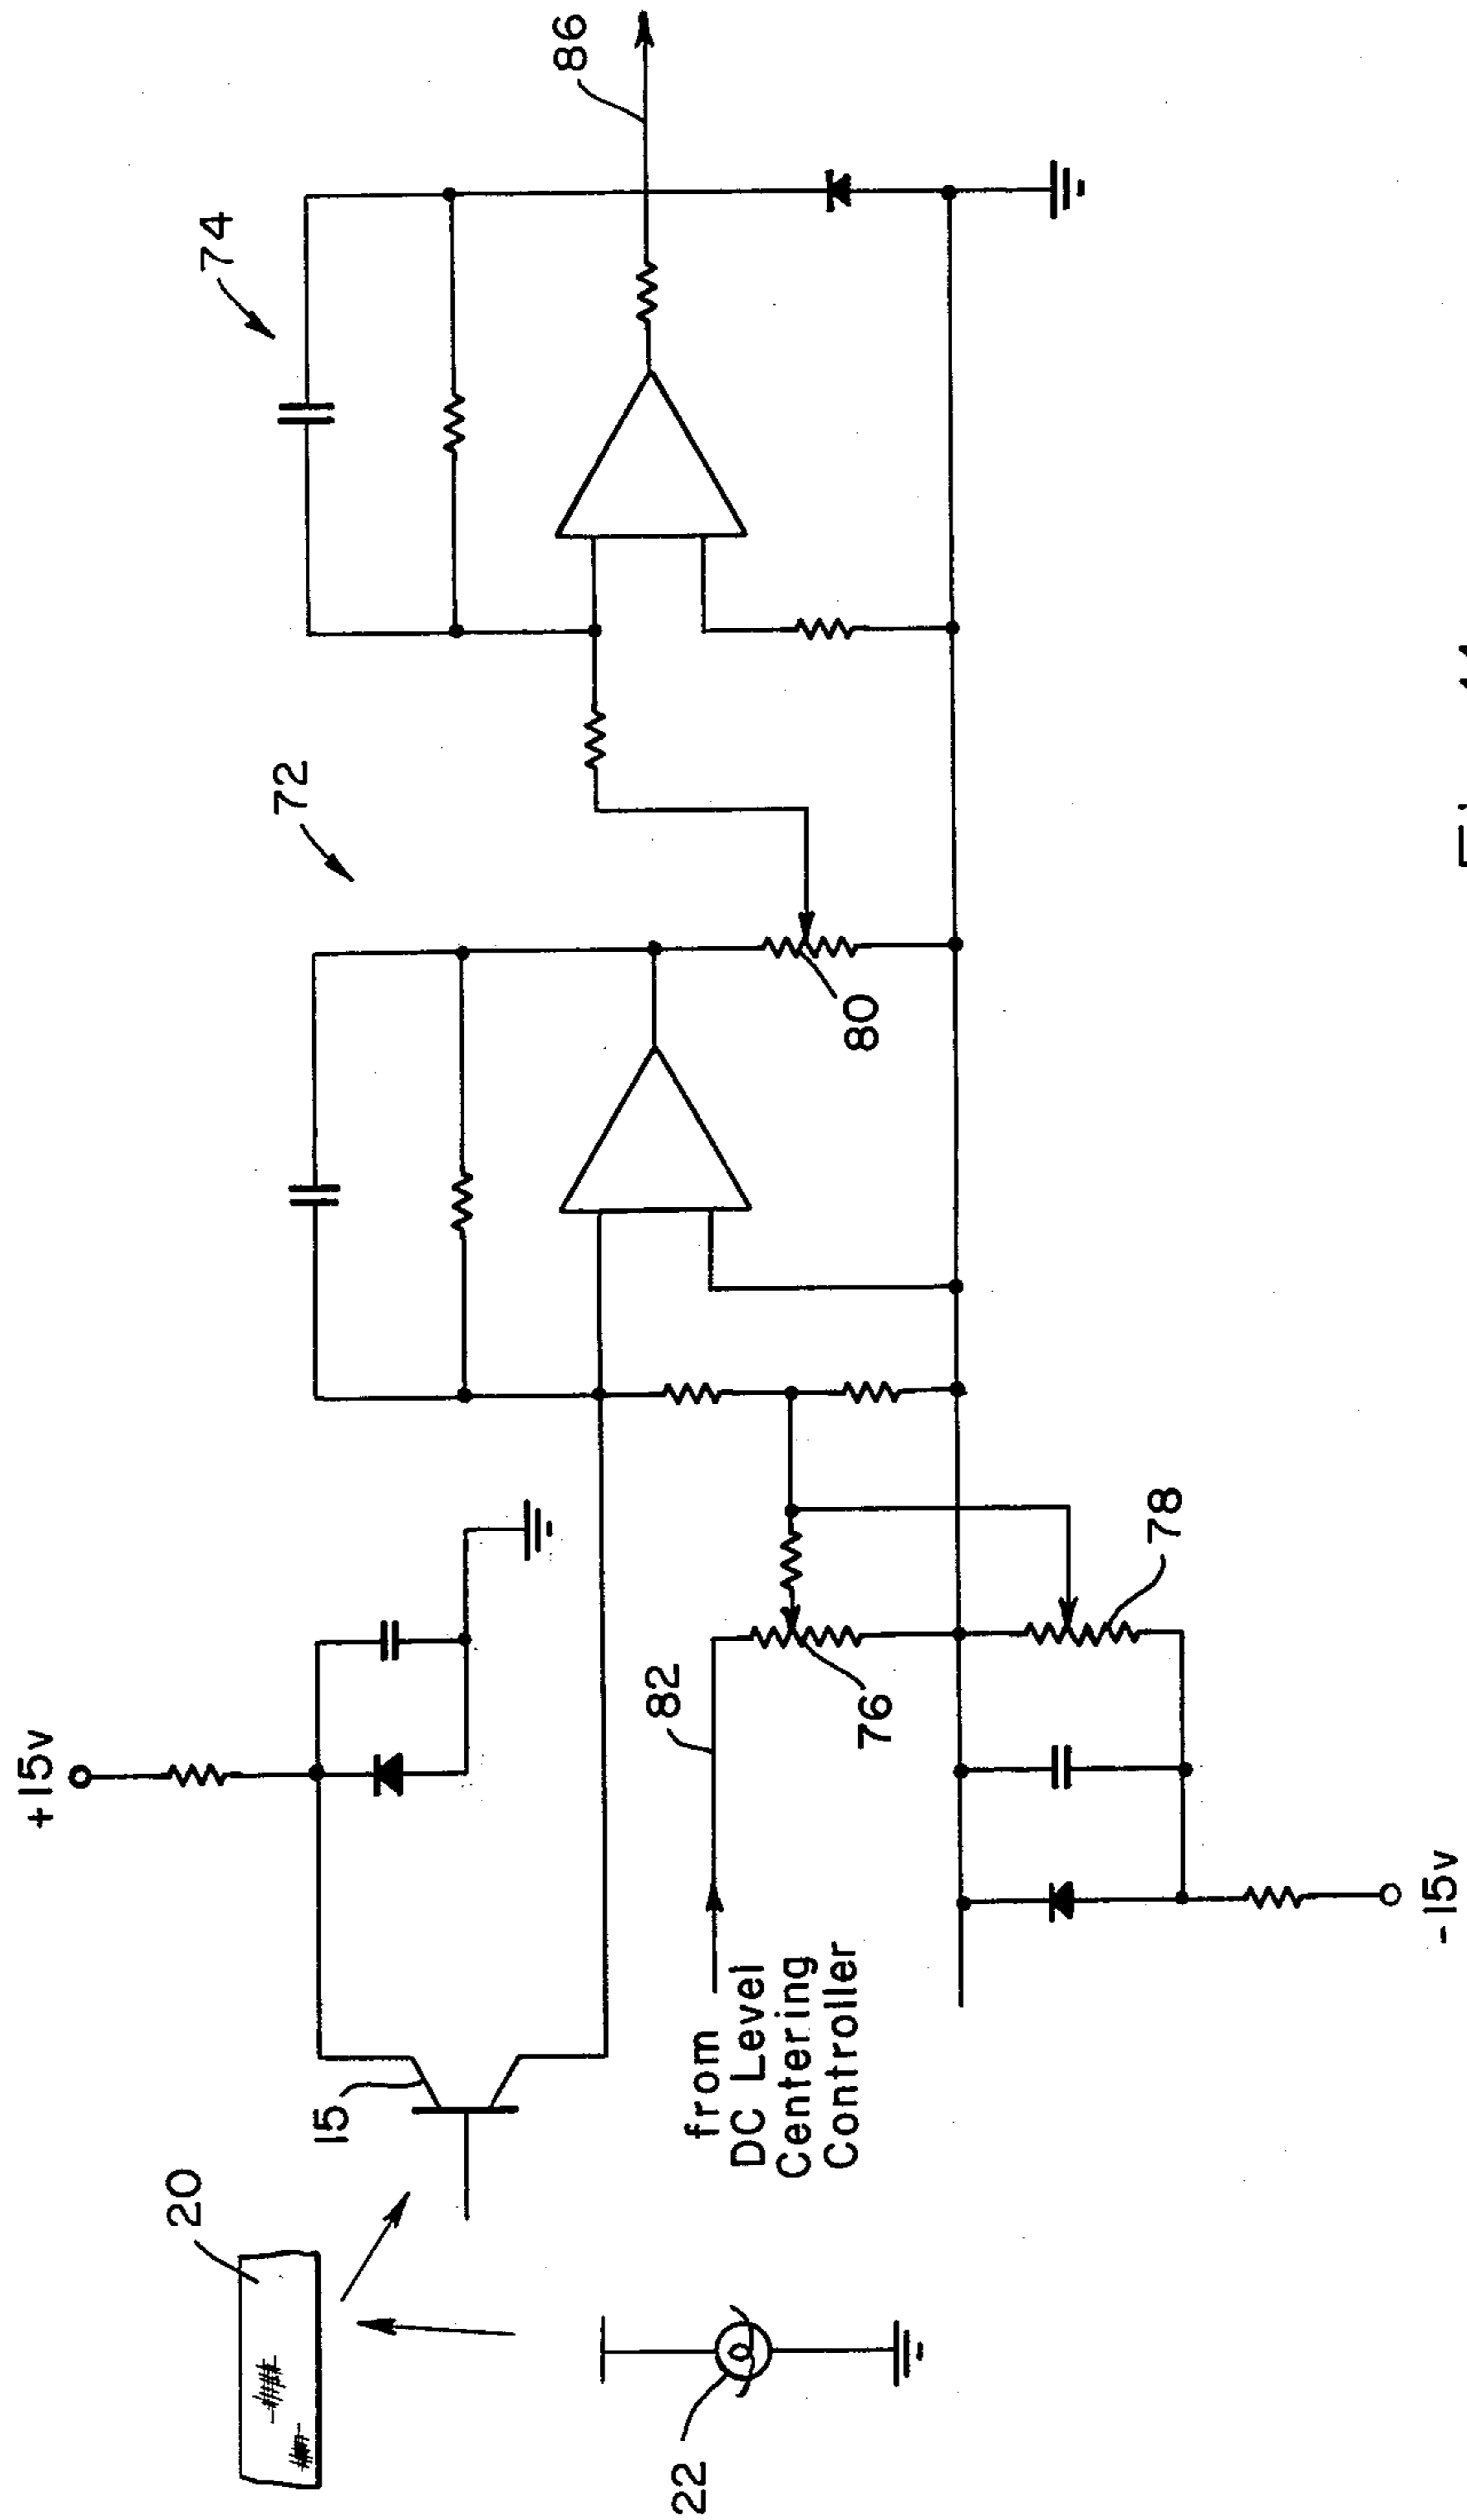 +15v
20
15
22
from
DC Level
Centering
Controller
82
76
78
-15v
72
80
74
86